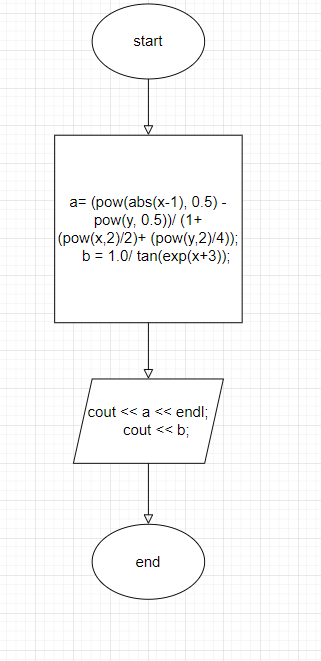 start
a= (pow(abs(x-1), 0.5) -
pow(y, 0.5))/ (1+
(pow(x,2)/2)+ (pow(y,2)/4));
b = 1.0/ tan(exp(x+3));
cout << a << endl;
cout << b;
end